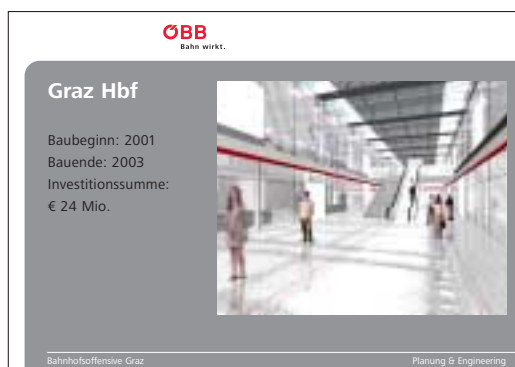 ÖBB
Bahn wirkt.
Graz Hbf
Baubeginn: 2001
Bauende: 2003
Investitionssumme:
€ 24 Mio.
Bahnhofsoffensive Graz
Planung & Engineering